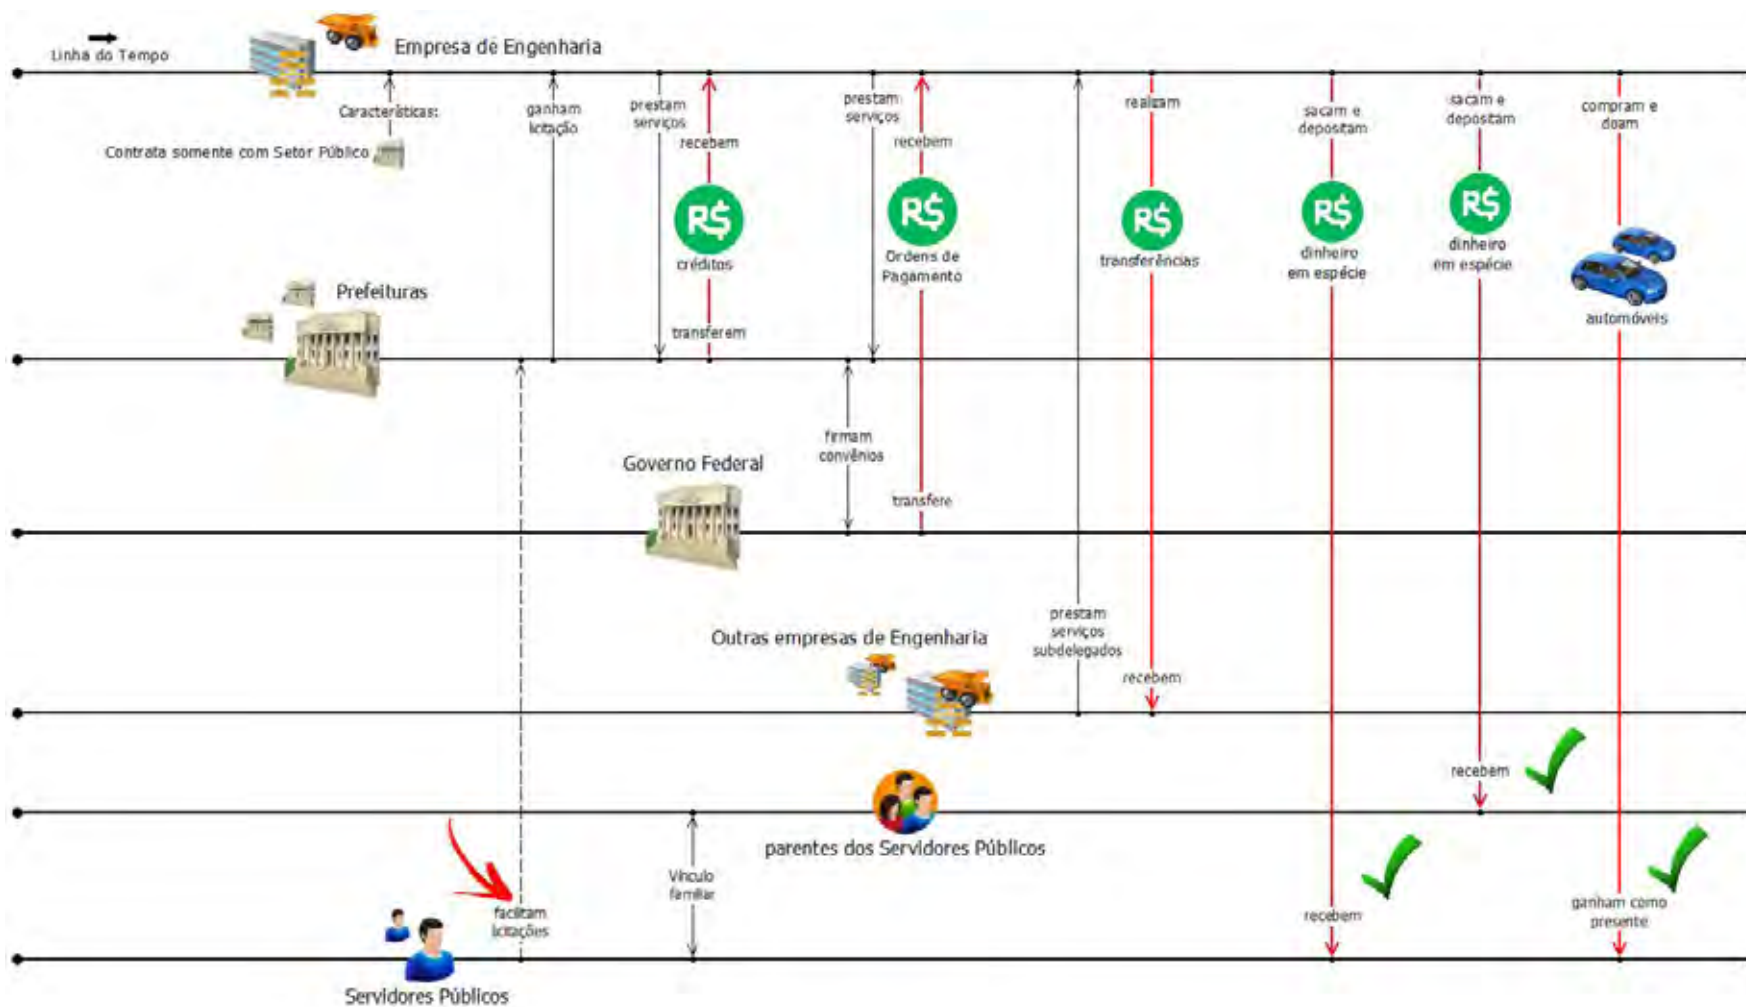 Linha do Tempo
Empresa de Engenharia
Características:
Contrata somente com Setor Público
ganham
licitação
prestam
serviços
recebem
R$
créditos
transferem
prestam
serviços
recebem
R$
Ordens de
Pagamento
transfere
realizam
R$
transferências
recebem
sacam e
depositam
R$
dinheiro
em espécie
recebem
sacam e
depositam
R$
dinheiro
em espécie
recebem
compram e
doam
automóveis
ganham como
presente
Prefeituras
firmam
convênios
Governo Federal
prestam
serviços
subdelegados
Outras empresas de Engenharia
parentes dos Servidores Públicos
Vínculo
familiar
facilitam
licitações
Servidores Públicos